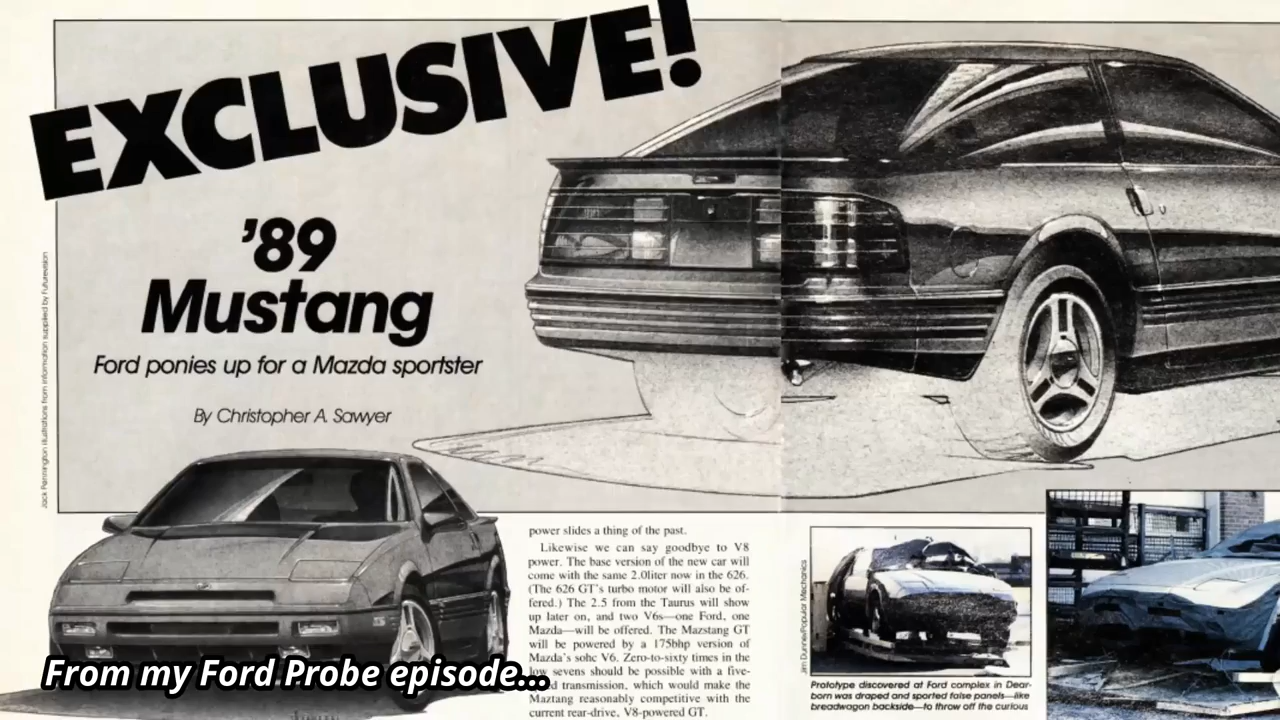 EXCLUSIVE!
'89
Mustang
Ford ponies up for a Mazda sportster
By Christopher A. Sawyer
Jack Pennington illustrations from information supplied by Futurevision
power slides a thing of the past.
Likewise we can say goodbye to V8
power. The base version of the new car will
come with the same 2.0liter now in the 626.
(The 626 GT's turbo motor will also be of-
fered.) The 2.5 from the Taurus will show
up later on, and two V6s—one Ford, one
Mazda—will be offered. The Mazstang GT
will be powered by a 175bhp version of
Mazda's sohc V6. Zero-to-sixty times in the
low sevens should be possible with a five-
transmission, which would make the
Maztang reasonably competitive with the
current rear-drive, V8-powered GT.
Jim Dunne/Popular Mechanics
Prototype discovered at Ford complex in Dear-
born was draped and sported false panels—like
breadwagon backside—to throw off the curious
From my Ford Probe episode...